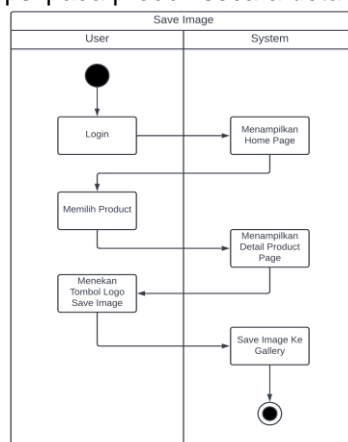 Save Image
User
System
Login
Menampilkan
Home Page
Memilih Product
Menampilkan
Detail Product
Page
Menekan
Tombol Logo
Save Image
Save Image Ke
Gallery